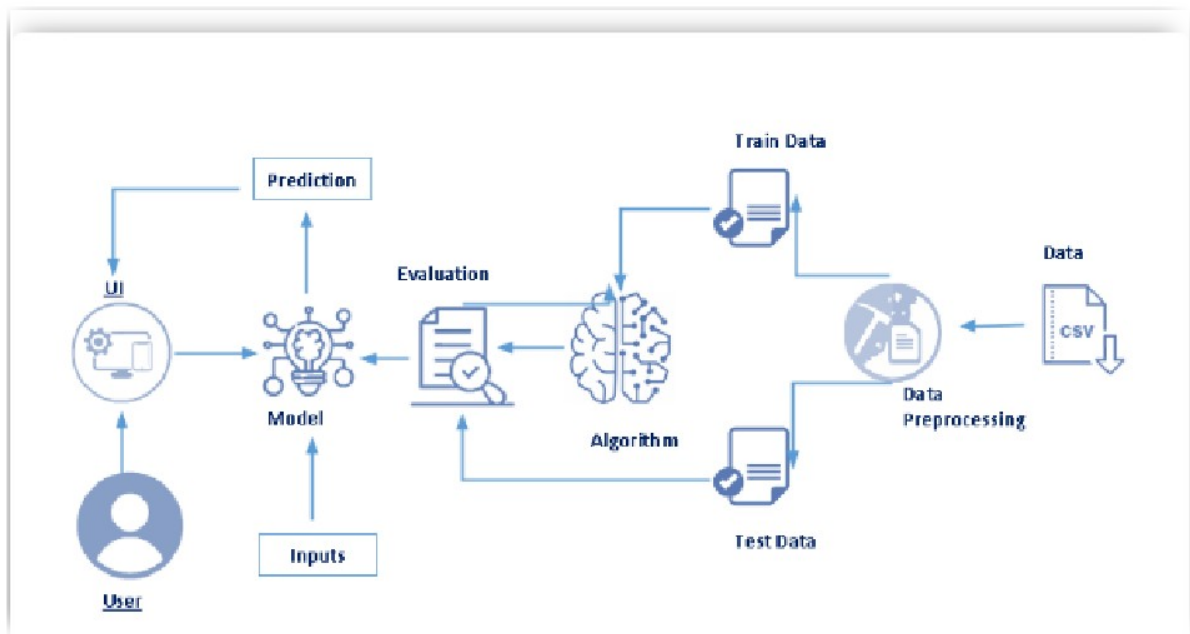 Train Data
Prediction
Data
Evaluation
UI
CSV
Data
Preprocessing
Model
Algorithm
Test Data
Inputs
User